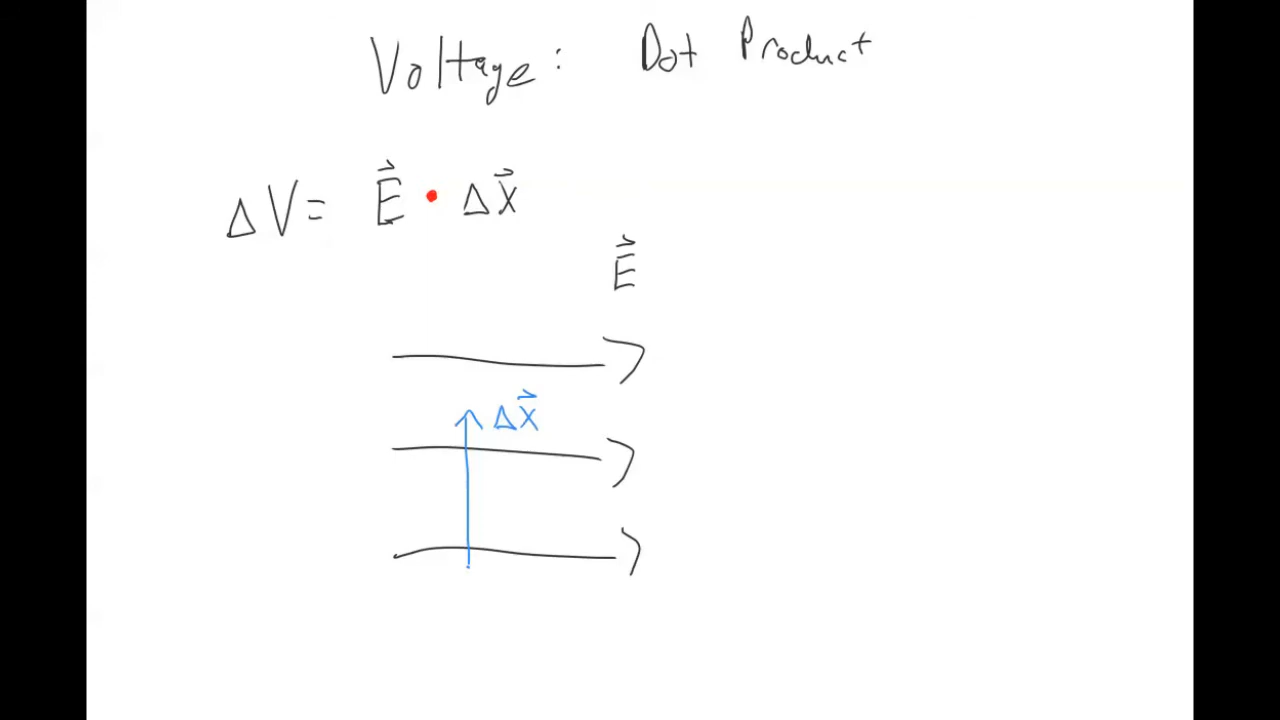 Voltage: Dot Product
ΔV = E⃗ · Δx⃗
E⃗
Δx⃗